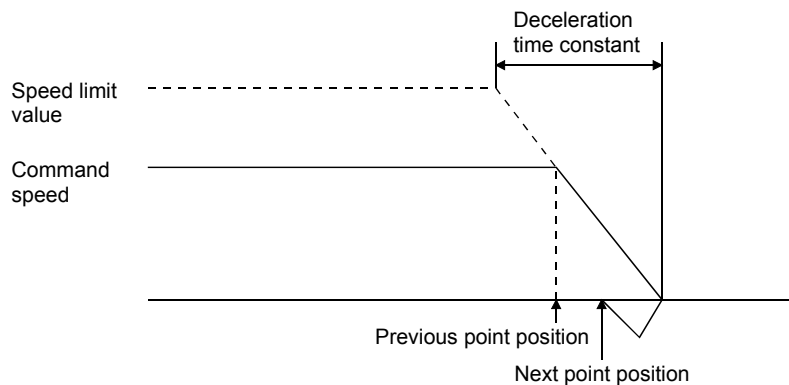 Deceleration
time constant
Speed limit
value
Command
speed
Previous point position
Next point position